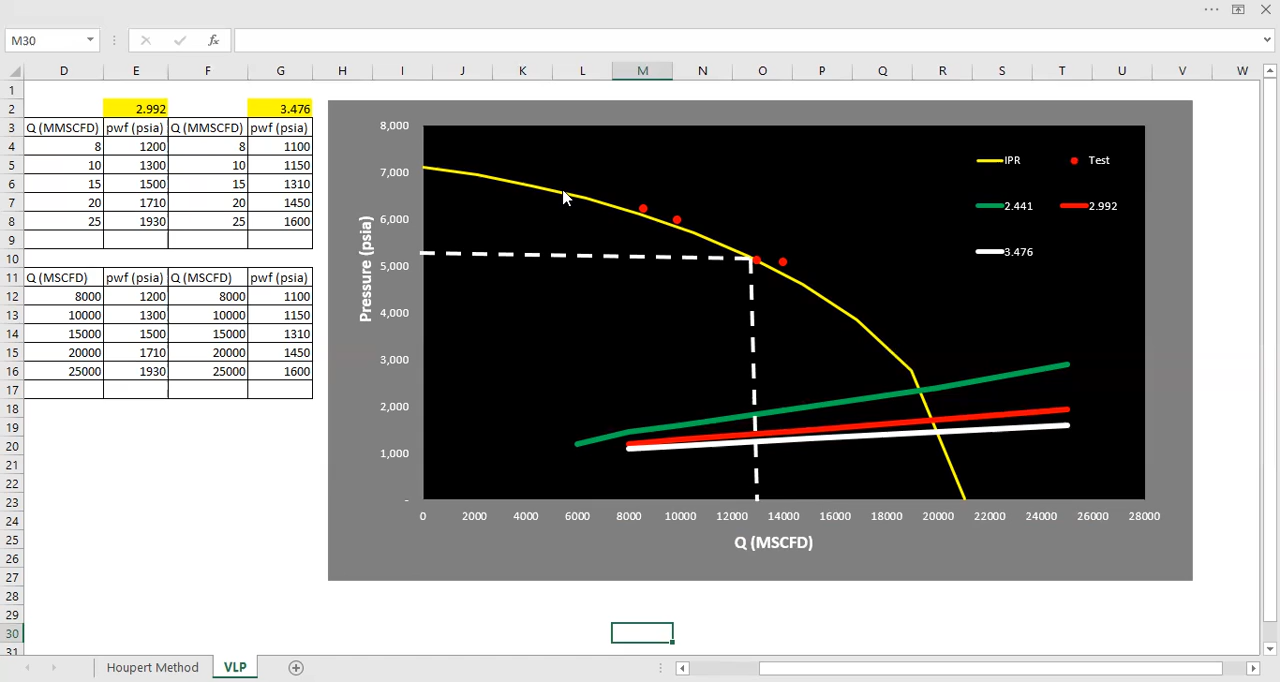 M30
fx
D E F G H I J K L M N O P Q R S T U V W
1
2 2.992 3.476
3 Q (MMSCFD) pwf (psia) Q (MMSCFD) pwf (psia)
4 8 1200 8 1100
5 10 1300 10 1150
6 15 1500 15 1310
7 20 1710 20 1450
8 25 1930 25 1600
9
10
11 Q (MSCFD) pwf (psia) Q (MSCFD) pwf (psia)
12 8000 1200 8000 1100
13 10000 1300 10000 1150
14 15000 1500 15000 1310
15 20000 1710 20000 1450
16 25000 1930 25000 1600
17
18
19
20
21
22
23
24
25
26
27
28
29
30
31
8,000
7,000
6,000
5,000
4,000
3,000
2,000
1,000
-
Pressure (psia)
IPR Test
2.441 2.992
3.476
0 2000 4000 6000 8000 10000 12000 14000 16000 18000 20000 22000 24000 26000 28000
Q (MSCFD)
Houpert Method VLP